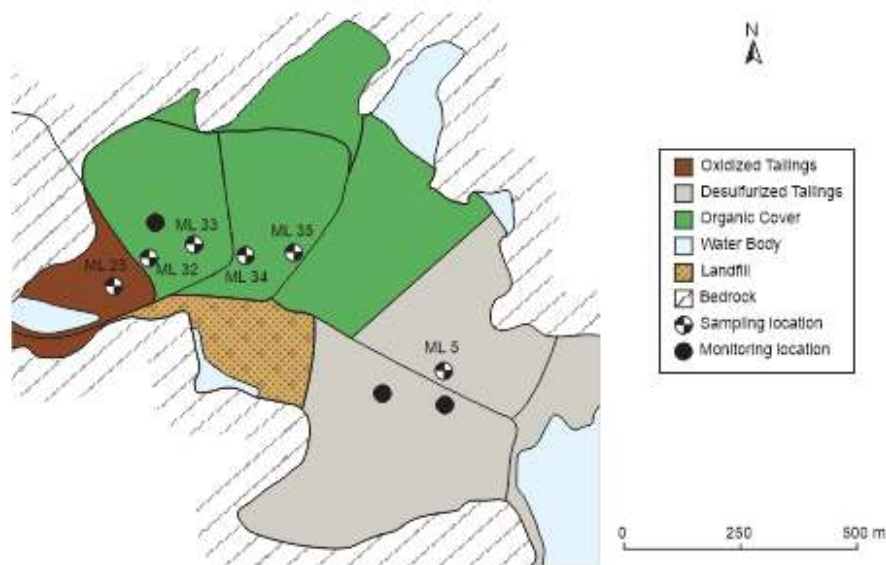 N
Oxidized Tailings
Desulfurized Tailings
Organic Cover
Water Body
Landfill
Bedrock
Sampling location
Monitoring location
ML 33
ML 35
ML 23
ML 32
ML 34
ML 5
0 250 500 m